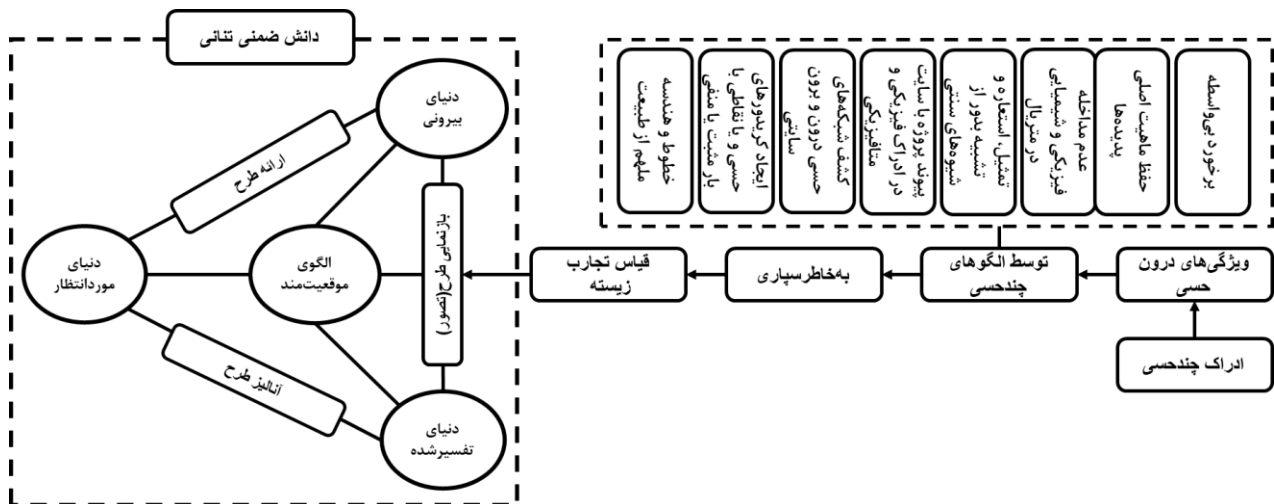 برخورد بی‌واسطه
حفظ ماهیت اصلی
پدیده‌ها
عدم مداخله
فیزیکی و شیمیایی
در متریال
تمثیل، استعاره و
تشبیه بدور از
شیوه‌های سنتی
پیوند پروژه با سایت
در ادراک فیزیکی و
متافیزیکی
کشف شبکه‌های
حسی درون و برون
سایتی
ایجاد کریدورهای
حسی و یا نقاطی با
بار مثبت یا منفی
خطوط و هندسه
ملهم از طبیعت
ادراک چندحسی
ویژگی‌های درون
حسی
توسط الگوهای
چندحسی
به‌خاطرسپاری
قیاس تجارب
زیسته
دانش ضمنی تنانی
دنیای
بیرونی
ارائه طرح
بازنمایی طرح(تصور)
الگوی
موقعیت‌مند
دنیای
موردانتظار
آنالیز طرح
دنیای
تفسیرشده